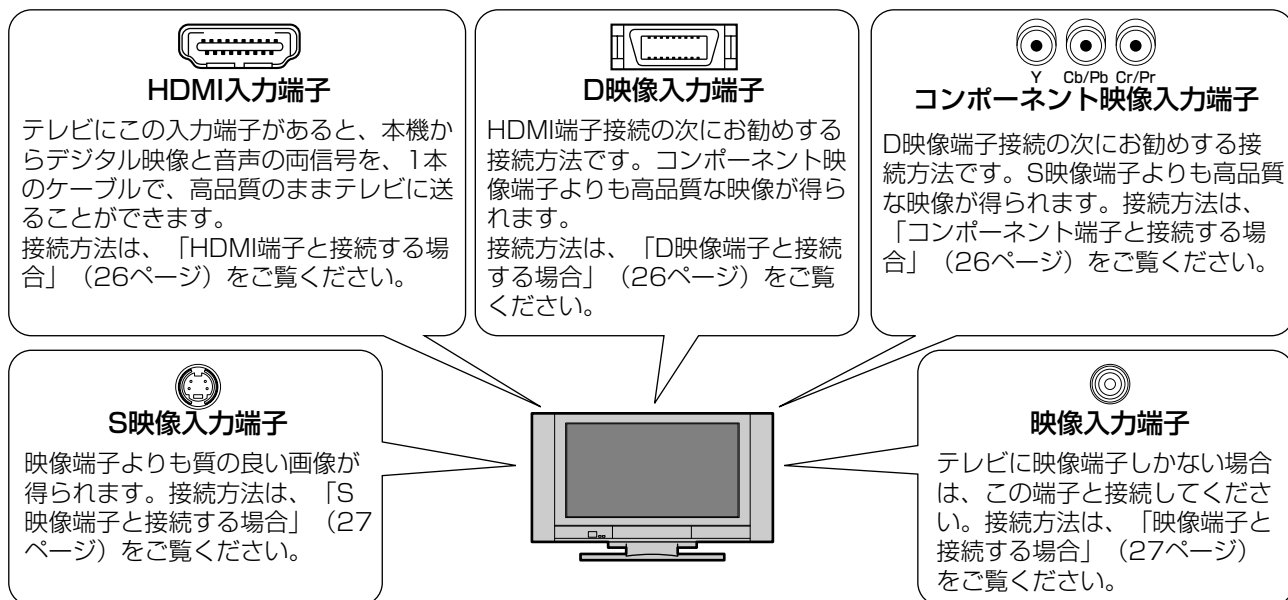 HDMI入力端子
テレビにこの入力端子があると、本機か
らデジタル映像と音声の両信号を、1本
のケーブルで、高品質のままテレビに送
ることができます。
接続方法は、「HDMI端子と接続する場
合」（26ページ）をご覧ください。
D映像入力端子
HDMI端子接続の次にお勧めする
接続方法です。コンポーネント映
像端子よりも高品質な映像が得ら
れます。
接続方法は、「D映像端子と接続
する場合」（26ページ）をご覧
ください。
Y Cb/Pb Cr/Pr
コンポーネント映像入力端子
D映像端子接続の次にお勧めする接
続方法です。S映像端子よりも高品質
な映像が得られます。接続方法は、
「コンポーネント端子と接続する場
合」（26ページ）をご覧ください。
S映像入力端子
映像端子よりも質の良い画像が
得られます。接続方法は、「S
映像端子と接続する場合」（27
ページ）をご覧ください。
映像入力端子
テレビに映像端子しかない場合
は、この端子と接続してくださ
い。接続方法は、「映像端子と
接続する場合」（27ページ）
をご覧ください。